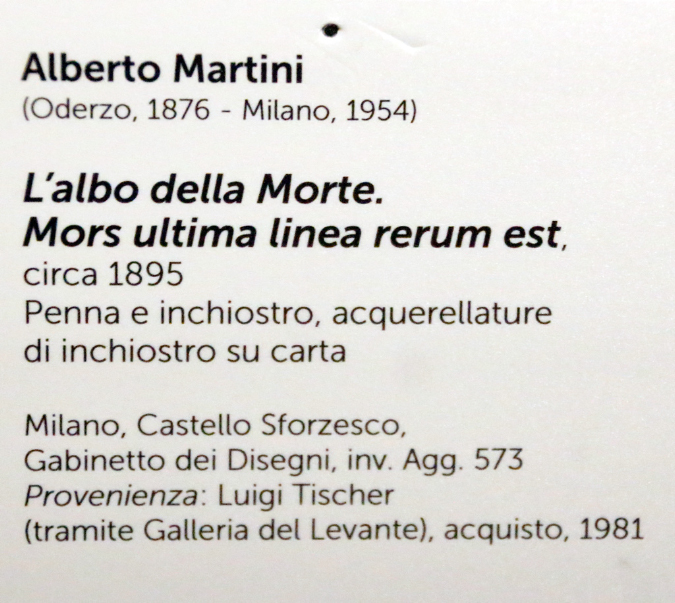 Alberto Martini
(Oderzo, 1876 - Milano, 1954)
L'albo della Morte.
Mors ultima linea rerum est,
circa 1895
Penna e inchiostro, acquerellature
di inchiostro su carta
Milano, Castello Sforzesco,
Gabinetto dei Disegni, inv. Agg. 573
Provenienza: Luigi Tischer
(tramite Galleria del Levante), acquisto, 1981